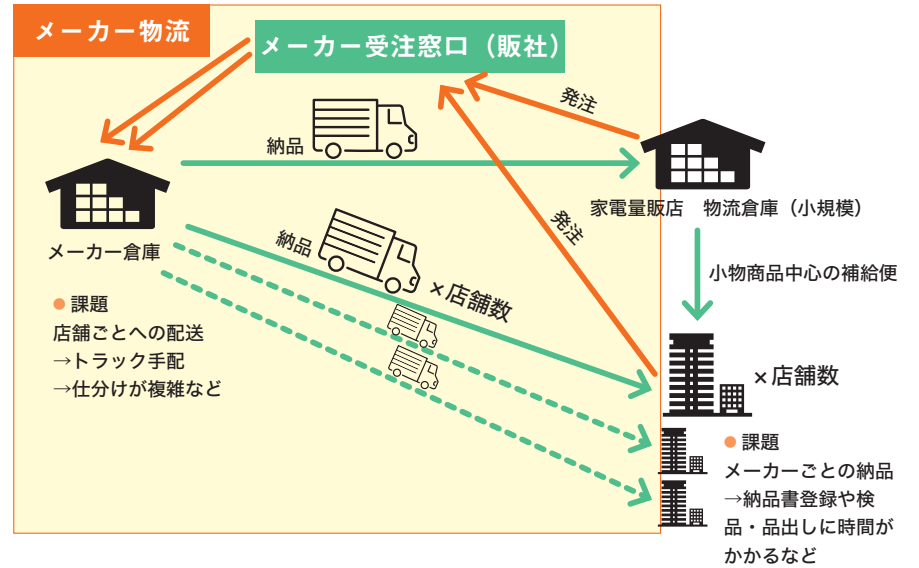 メーカー物流
メーカー受注窓口（販社）
発注
納品
家電量販店　物流倉庫（小規模）
メーカー倉庫
納品
×店舗数
発注
小物商品中心の補給便
● 課題
店舗ごとへの配送
→トラック手配
→仕分けが複雑など
×店舗数
● 課題
メーカーごとの納品
→納品書登録や検
品・品出しに時間が
かかるなど